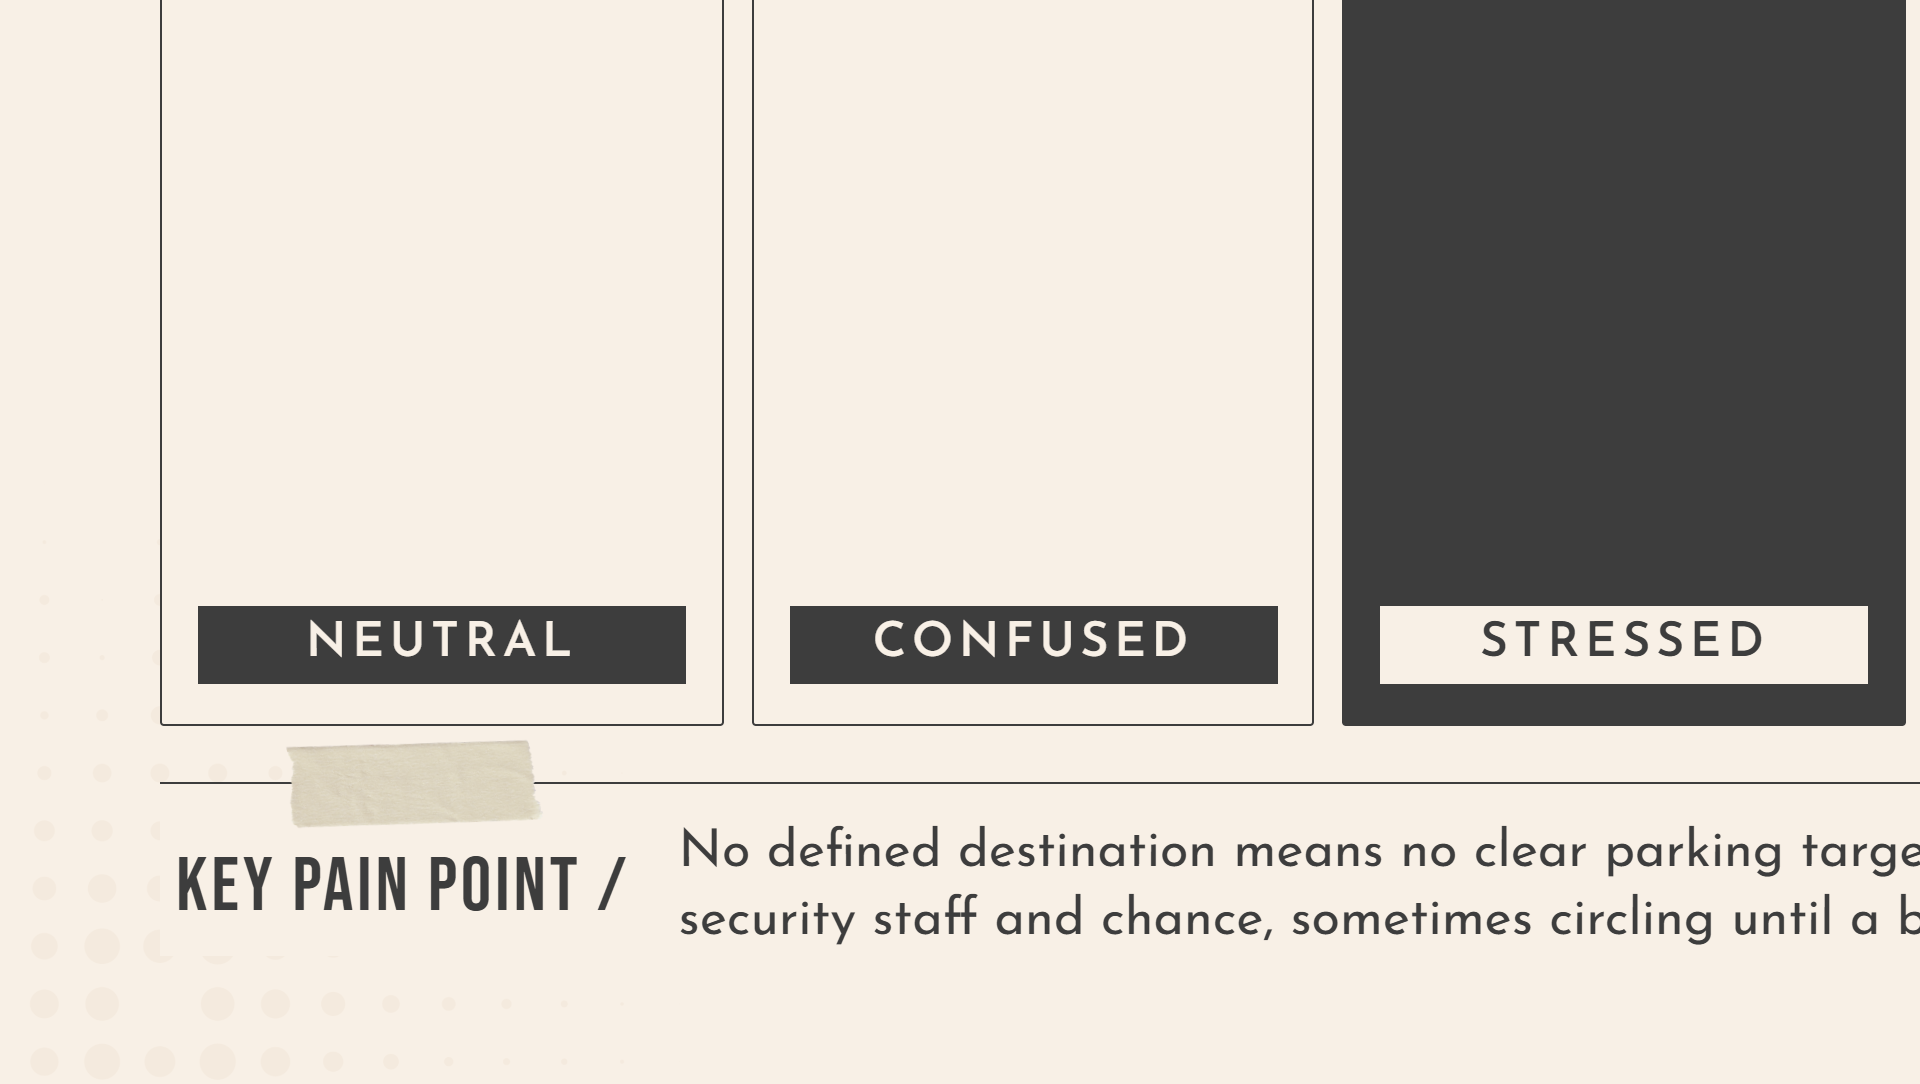 NEUTRAL
CONFUSED
STRESSED
KEY PAIN POINT /
No defined destination means no clear parking
security staff and chance, sometimes circling until a